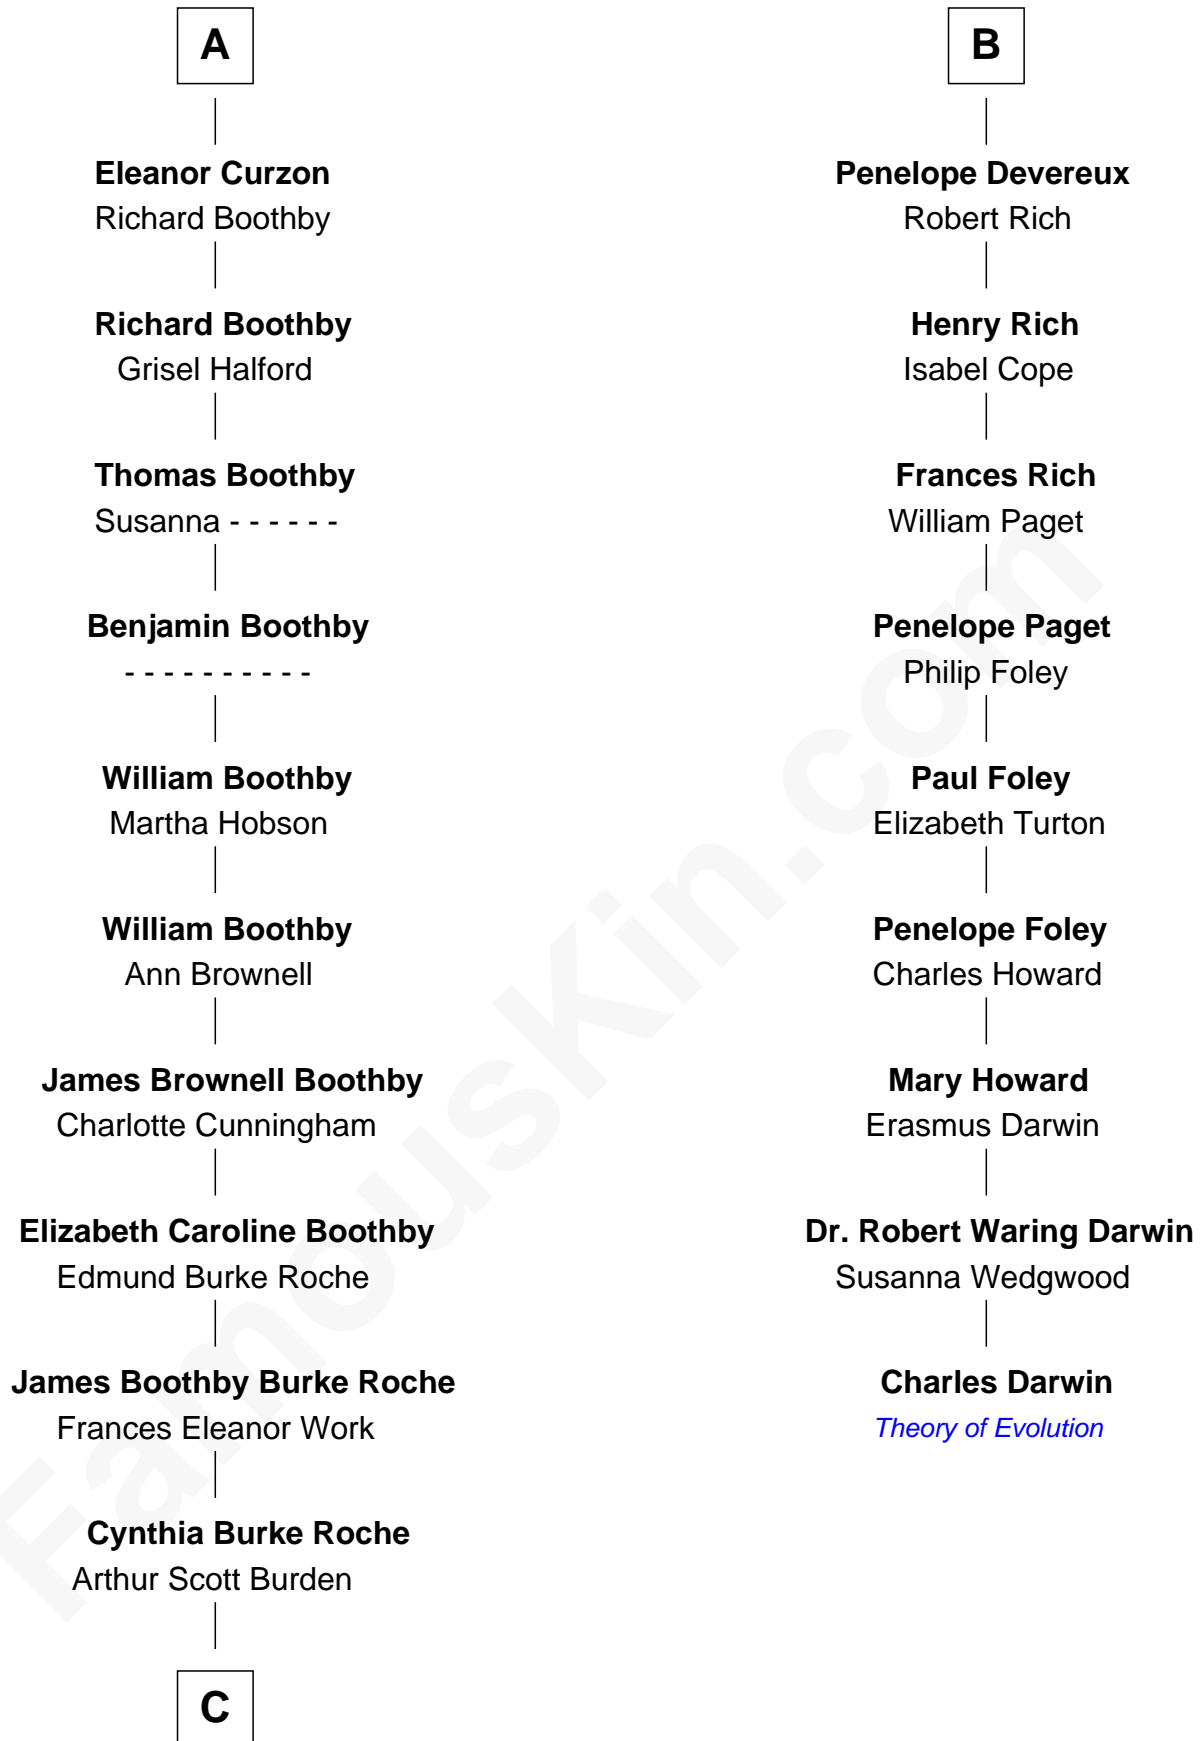 A
Eleanor Curzon
Richard Boothby
Richard Boothby
Grisel Halford
Thomas Boothby
Susanna - - - - - -
Benjamin Boothby
- - - - - - - - - -
William Boothby
Martha Hobson
William Boothby
Ann Brownell
James Brownell Boothby
Charlotte Cunningham
Elizabeth Caroline Boothby
Edmund Burke Roche
James Boothby Burke Roche
Frances Eleanor Work
Cynthia Burke Roche
Arthur Scott Burden
C
B
Penelope Devereux
Robert Rich
Henry Rich
Isabel Cope
Frances Rich
William Paget
Penelope Paget
Philip Foley
Paul Foley
Elizabeth Turton
Penelope Foley
Charles Howard
Mary Howard
Erasmus Darwin
Dr. Robert Waring Darwin
Susanna Wedgwood
Charles Darwin
Theory of Evolution
FamousKin.com